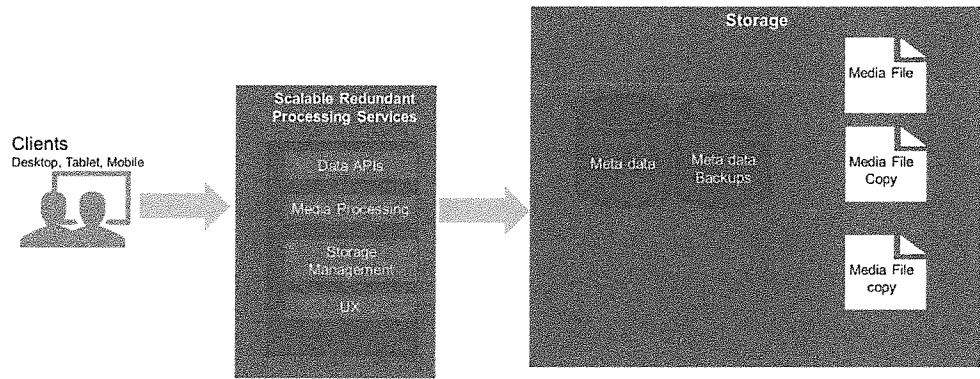 Clients
Desktop, Tablet, Mobile
Scalable Redundant
Processing Services
Data APIs
Media Processing
Storage
Management
UX
Storage
Meta data
Meta data
Backups
Media File
Media File
Copy
Media File
copy